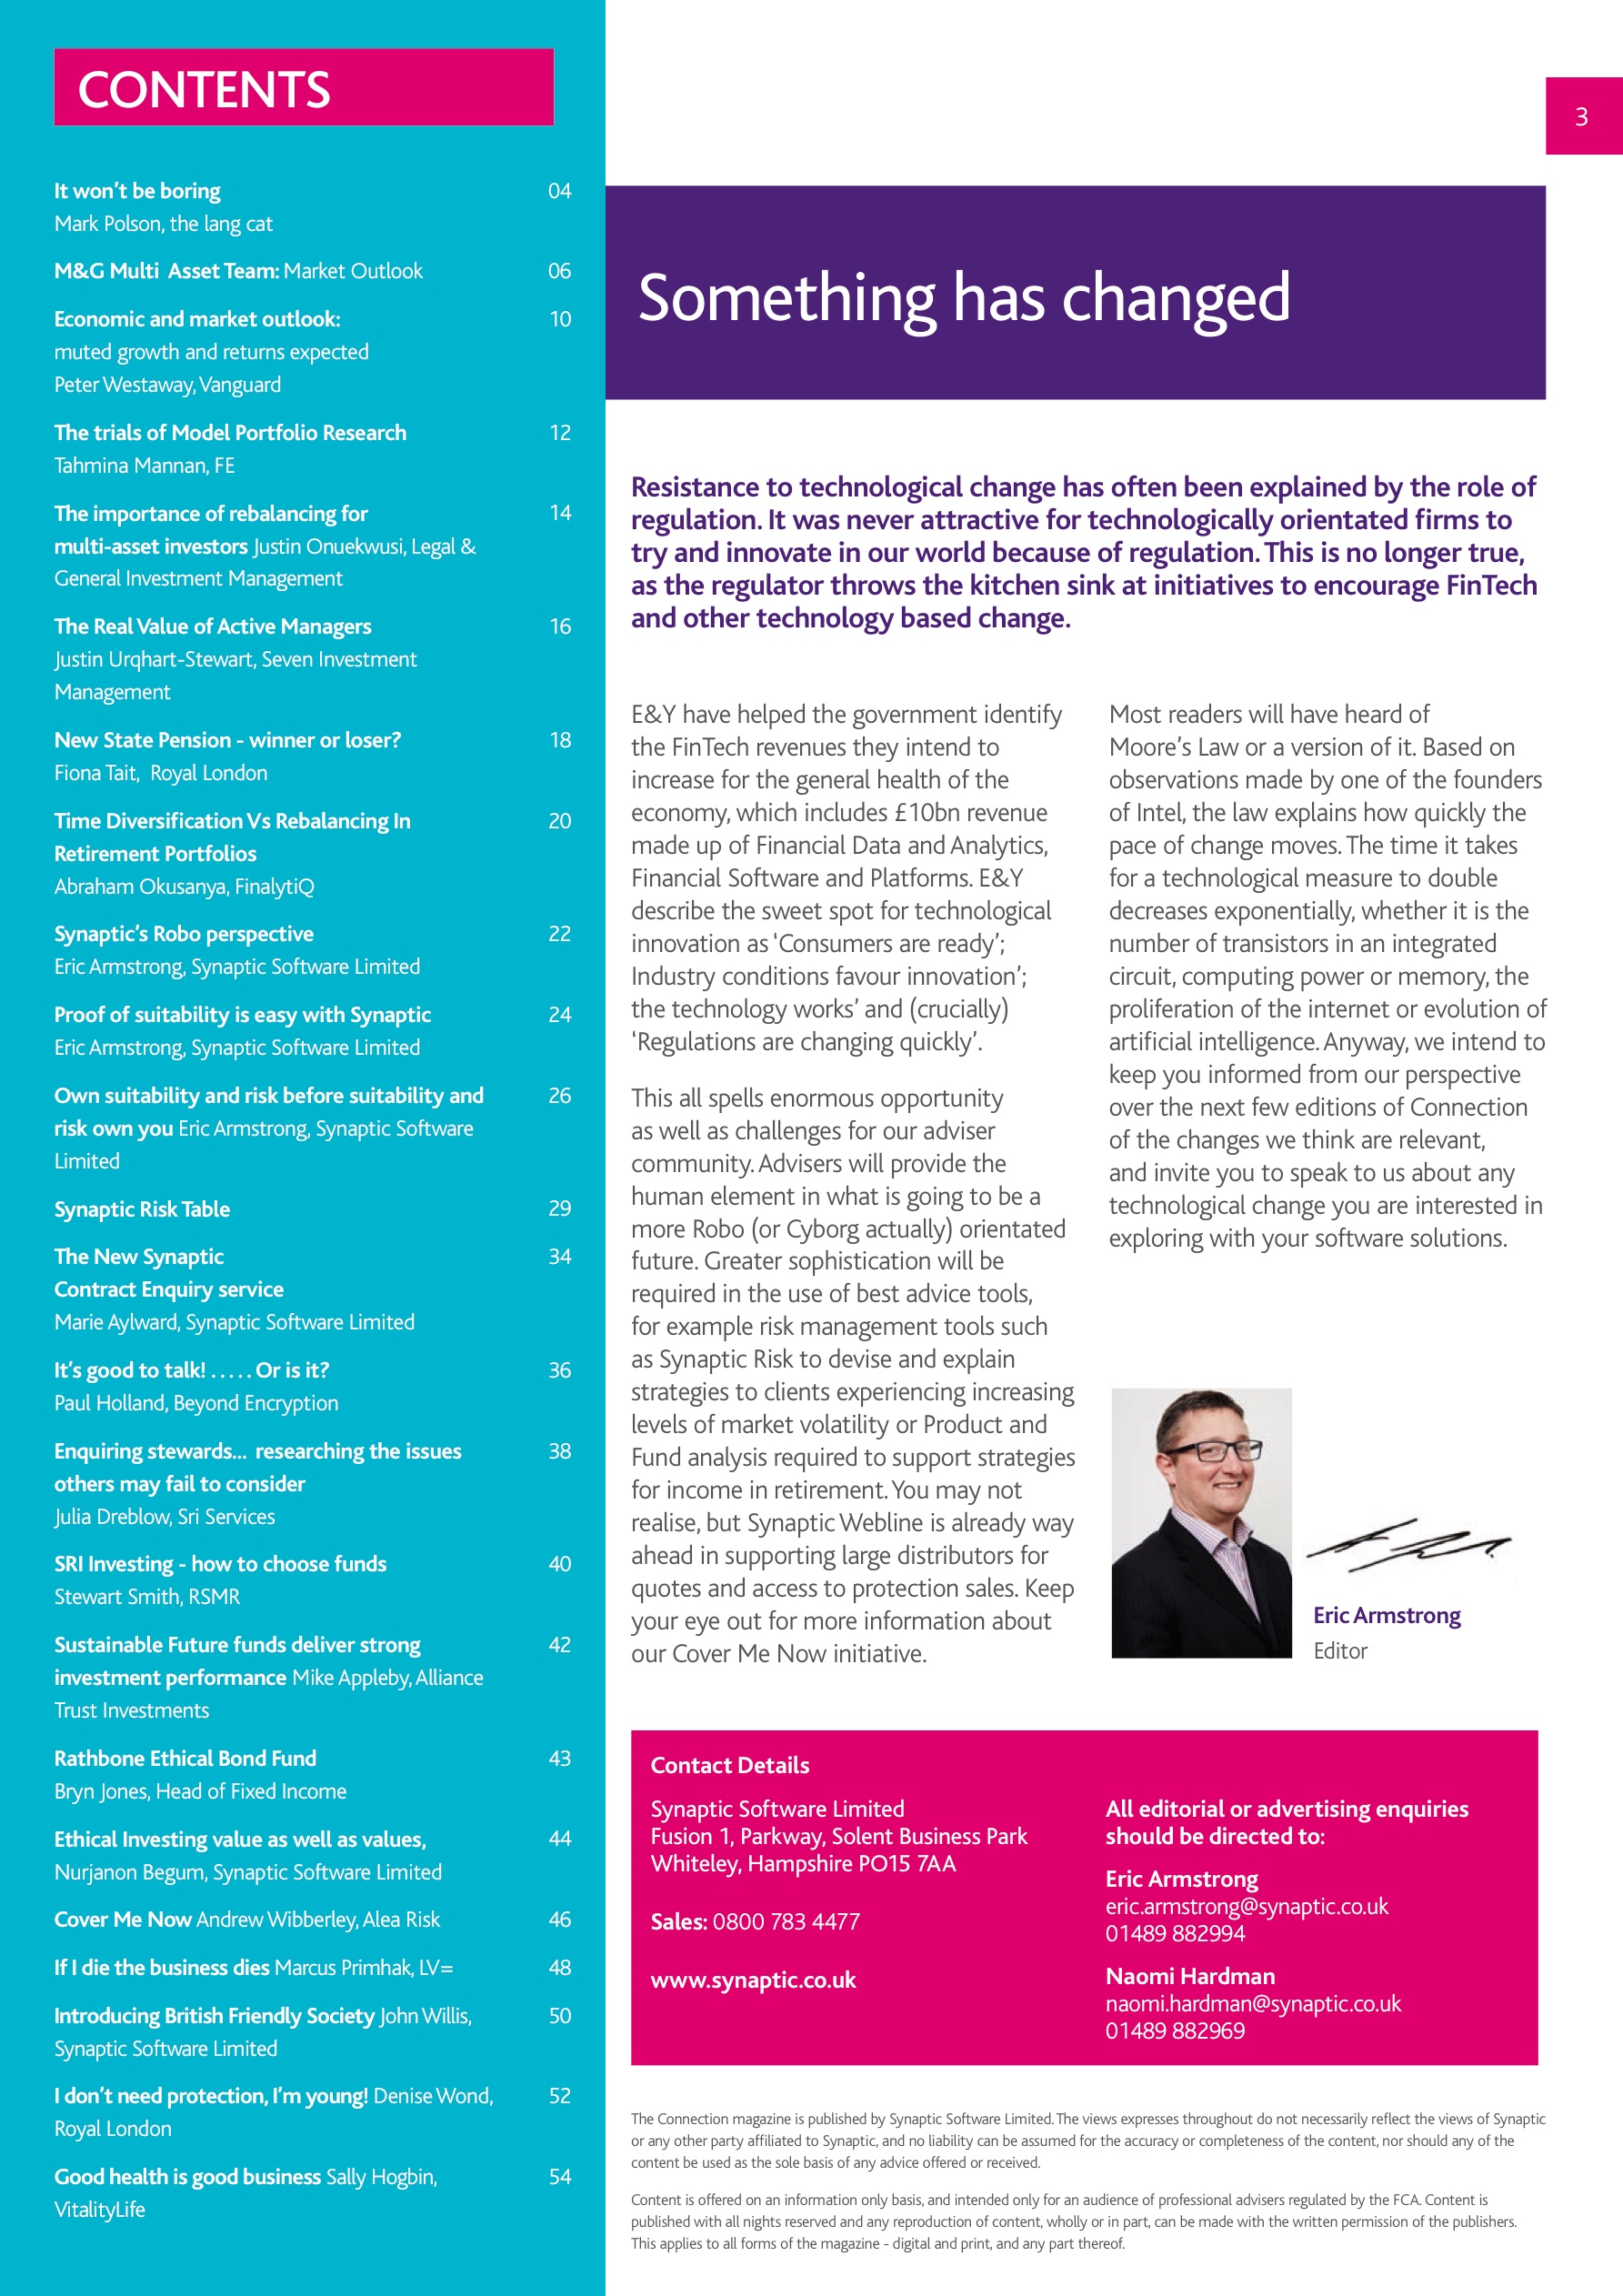 CONTENTS
It won't be boring 04
Mark Polson, the lang cat
M&G Multi  Asset Team: Market Outlook 06
Economic and market outlook: 10
muted growth and returns expected
Peter Westaway, Vanguard
The trials of Model Portfolio Research 12
Tahmina Mannan, FE
The importance of rebalancing for 14
multi-asset investors Justin Onuekwusi, Legal &
General Investment Management
The Real Value of Active Managers 16
Justin Urqhart-Stewart, Seven Investment
Management
New State Pension - winner or loser? 18
Fiona Tait,  Royal London
Time Diversification Vs Rebalancing In 20
Retirement Portfolios
Abraham Okusanya, FinalytiQ
Synaptic's Robo perspective 22
Eric Armstrong, Synaptic Software Limited
Proof of suitability is easy with Synaptic 24
Eric Armstrong, Synaptic Software Limited
Own suitability and risk before suitability and 26
risk own you Eric Armstrong, Synaptic Software
Limited
Synaptic Risk Table 29
The New Synaptic 34
Contract Enquiry service
Marie Aylward, Synaptic Software Limited
It's good to talk! . . . . . Or is it? 36
Paul Holland, Beyond Encryption
Enquiring stewards...  researching the issues 38
others may fail to consider
Julia Dreblow, Sri Services
SRI Investing - how to choose funds 40
Stewart Smith, RSMR
Sustainable Future funds deliver strong 42
investment performance Mike Appleby, Alliance
Trust Investments
Rathbone Ethical Bond Fund 43
Bryn Jones, Head of Fixed Income
Ethical Investing value as well as values, 44
Nurjanon Begum, Synaptic Software Limited
Cover Me Now Andrew Wibberley, Alea Risk 46
If I die the business dies Marcus Primhak, LV= 48
Introducing British Friendly Society John Willis, 50
Synaptic Software Limited
I don't need protection, I'm young! Denise Wond, 52
Royal London
Good health is good business Sally Hogbin, 54
VitalityLife
3
Something has changed
Resistance to technological change has often been explained by the role of
regulation. It was never attractive for technologically orientated firms to
try and innovate in our world because of regulation. This is no longer true,
as the regulator throws the kitchen sink at initiatives to encourage FinTech
and other technology based change.
E&Y have helped the government identify
the FinTech revenues they intend to
increase for the general health of the
economy, which includes £10bn revenue
made up of Financial Data and Analytics,
Financial Software and Platforms. E&Y
describe the sweet spot for technological
innovation as 'Consumers are ready';
Industry conditions favour innovation';
the technology works' and (crucially)
'Regulations are changing quickly'.
This all spells enormous opportunity
as well as challenges for our adviser
community. Advisers will provide the
human element in what is going to be a
more Robo (or Cyborg actually) orientated
future. Greater sophistication will be
required in the use of best advice tools,
for example risk management tools such
as Synaptic Risk to devise and explain
strategies to clients experiencing increasing
levels of market volatility or Product and
Fund analysis required to support strategies
for income in retirement. You may not
realise, but Synaptic Webline is already way
ahead in supporting large distributors for
quotes and access to protection sales. Keep
your eye out for more information about
our Cover Me Now initiative.
Most readers will have heard of
Moore's Law or a version of it. Based on
observations made by one of the founders
of Intel, the law explains how quickly the
pace of change moves. The time it takes
for a technological measure to double
decreases exponentially, whether it is the
number of transistors in an integrated
circuit, computing power or memory, the
proliferation of the internet or evolution of
artificial intelligence. Anyway, we intend to
keep you informed from our perspective
over the next few editions of Connection
of the changes we think are relevant,
and invite you to speak to us about any
technological change you are interested in
exploring with your software solutions.
Eric Armstrong
Editor
Contact Details
Synaptic Software Limited
Fusion 1, Parkway, Solent Business Park
Whiteley, Hampshire PO15 7AA
Sales: 0800 783 4477
www.synaptic.co.uk
All editorial or advertising enquiries
should be directed to:
Eric Armstrong
eric.armstrong@synaptic.co.uk
01489 882994
Naomi Hardman
naomi.hardman@synaptic.co.uk
01489 882969
The Connection magazine is published by Synaptic Software Limited. The views expresses throughout do not necessarily reflect the views of Synaptic
or any other party affiliated to Synaptic, and no liability can be assumed for the accuracy or completeness of the content, nor should any of the
content be used as the sole basis of any advice offered or received.
Content is offered on an information only basis, and intended only for an audience of professional advisers regulated by the FCA. Content is
published with all nights reserved and any reproduction of content, wholly or in part, can be made with the written permission of the publishers.
This applies to all forms of the magazine - digital and print, and any part thereof.